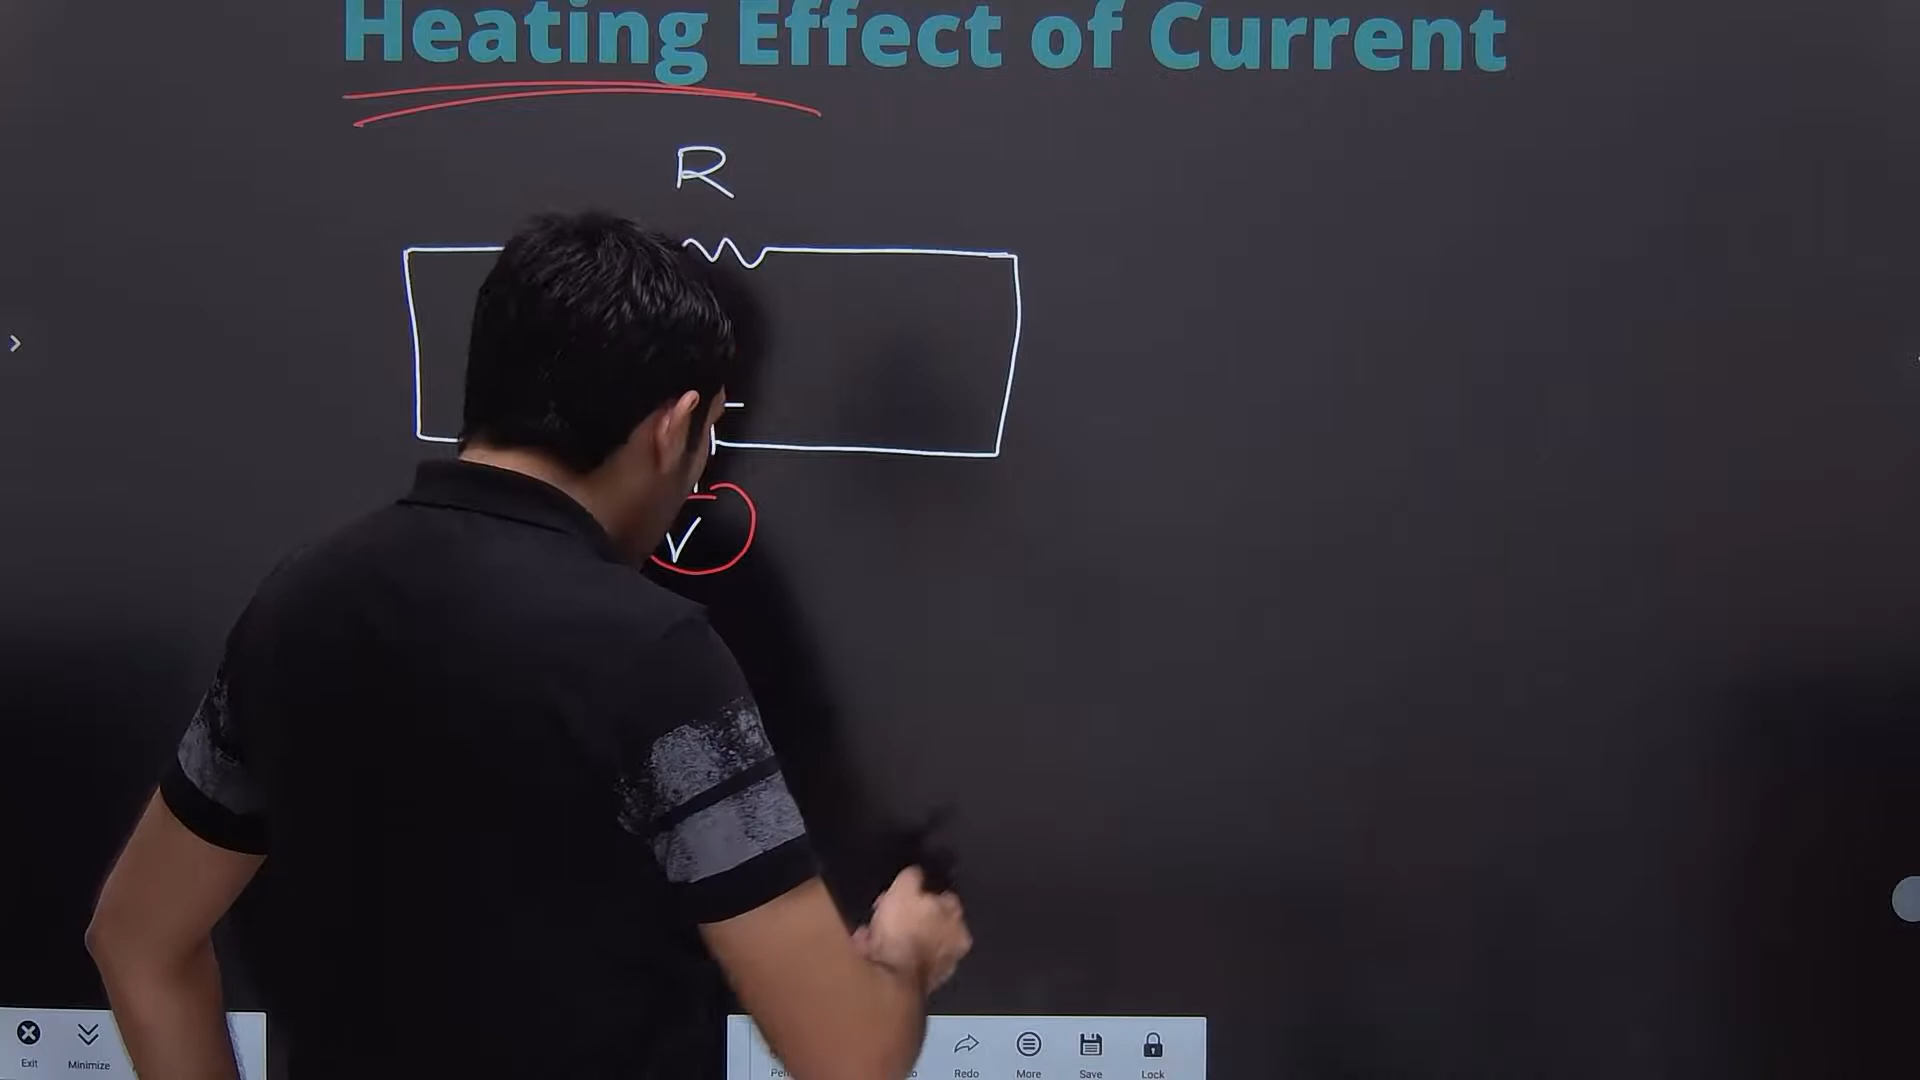 Heating Effect of Current
R
V
Exit
Minimize
Redo
More
Save
Lock